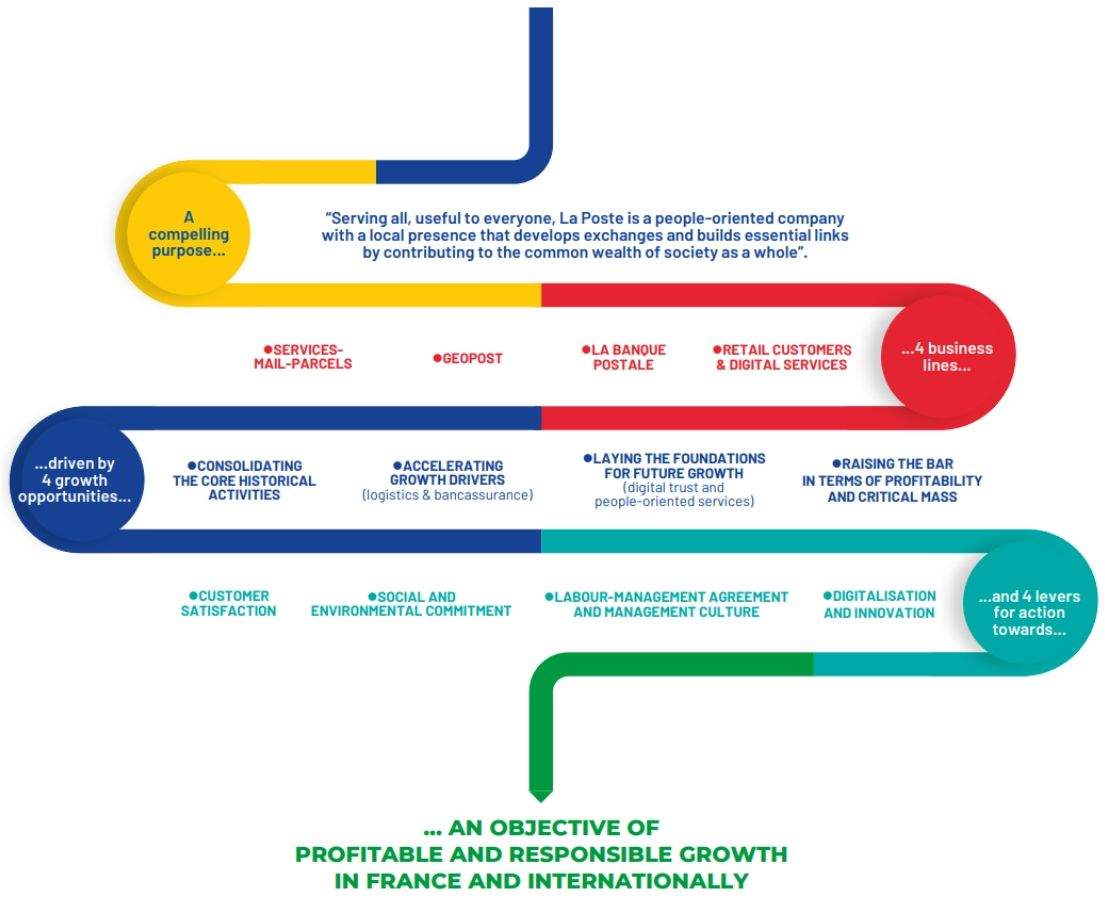 A
compelling
purpose...
“Serving all, useful to everyone, La Poste is a people-oriented company
with a local presence that develops exchanges and builds essential links
by contributing to the common wealth of society as a whole”.
●SERVICES-
MAIL-PARCELS
●GEOPOST
●LA BANQUE
POSTALE
●RETAIL CUSTOMERS
& DIGITAL SERVICES
...4 business
lines...
...driven by
4 growth
opportunities...
●CONSOLIDATING
THE CORE HISTORICAL
ACTIVITIES
●ACCELERATING
GROWTH DRIVERS
(logistics & bancassurance)
●LAYING THE FOUNDATIONS
FOR FUTURE GROWTH
(digital trust and
people-oriented services)
●RAISING THE BAR
IN TERMS OF PROFITABILITY
AND CRITICAL MASS
●CUSTOMER
SATISFACTION
●SOCIAL AND
ENVIRONMENTAL COMMITMENT
●LABOUR-MANAGEMENT AGREEMENT
AND MANAGEMENT CULTURE
●DIGITALISATION
AND INNOVATION
...and 4 levers
for action
towards...
... AN OBJECTIVE OF
PROFITABLE AND RESPONSIBLE GROWTH
IN FRANCE AND INTERNATIONALLY